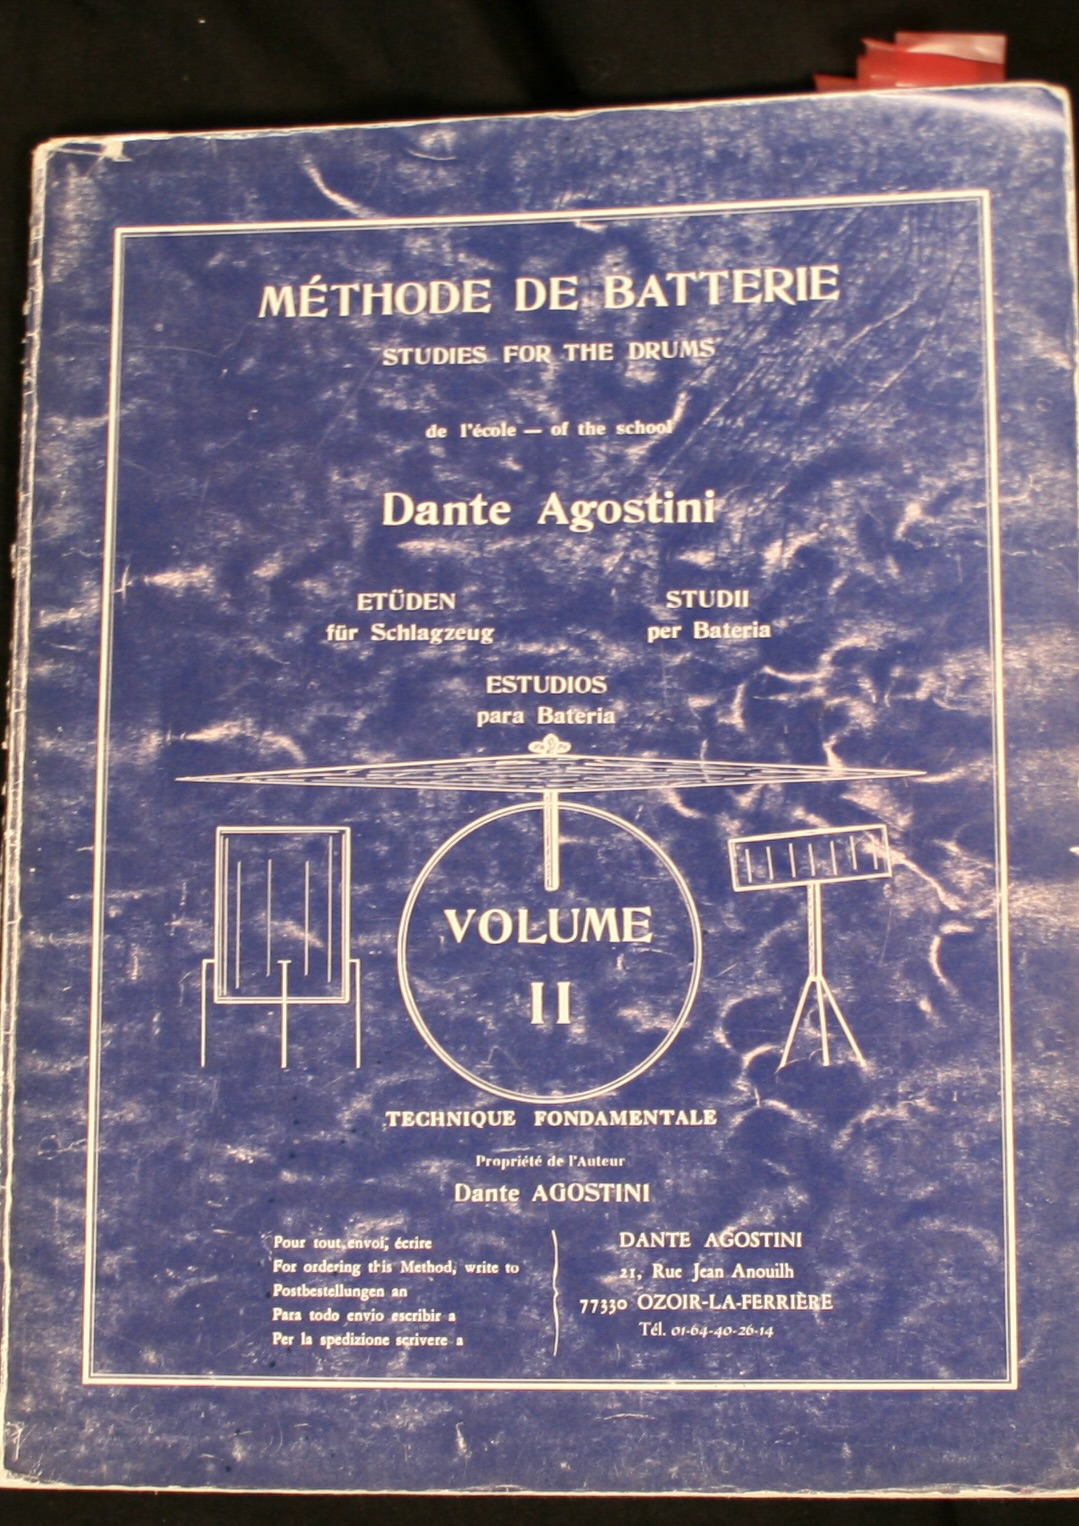 MÉTHODE DE BATTERIE
STUDIES FOR THE DRUMS
de l'école — of the school
Dante Agostini
ETÜDEN
für Schlagzeug
STUDII
per Bateria
ESTUDIOS
para Bateria
VOLUME
II
TECHNIQUE FONDAMENTALE
Propriété de l'Auteur
Dante AGOSTINI
Pour tout envoi, écrire
For ordering this Method, write to
Postbestellungen an
Para todo envio escribir a
Per la spedizione scrivere a
DANTE AGOSTINI
21, Rue Jean Anouilh
77330 OZOIR-LA-FERRIÈRE
Tél. 01-64-40-26-14